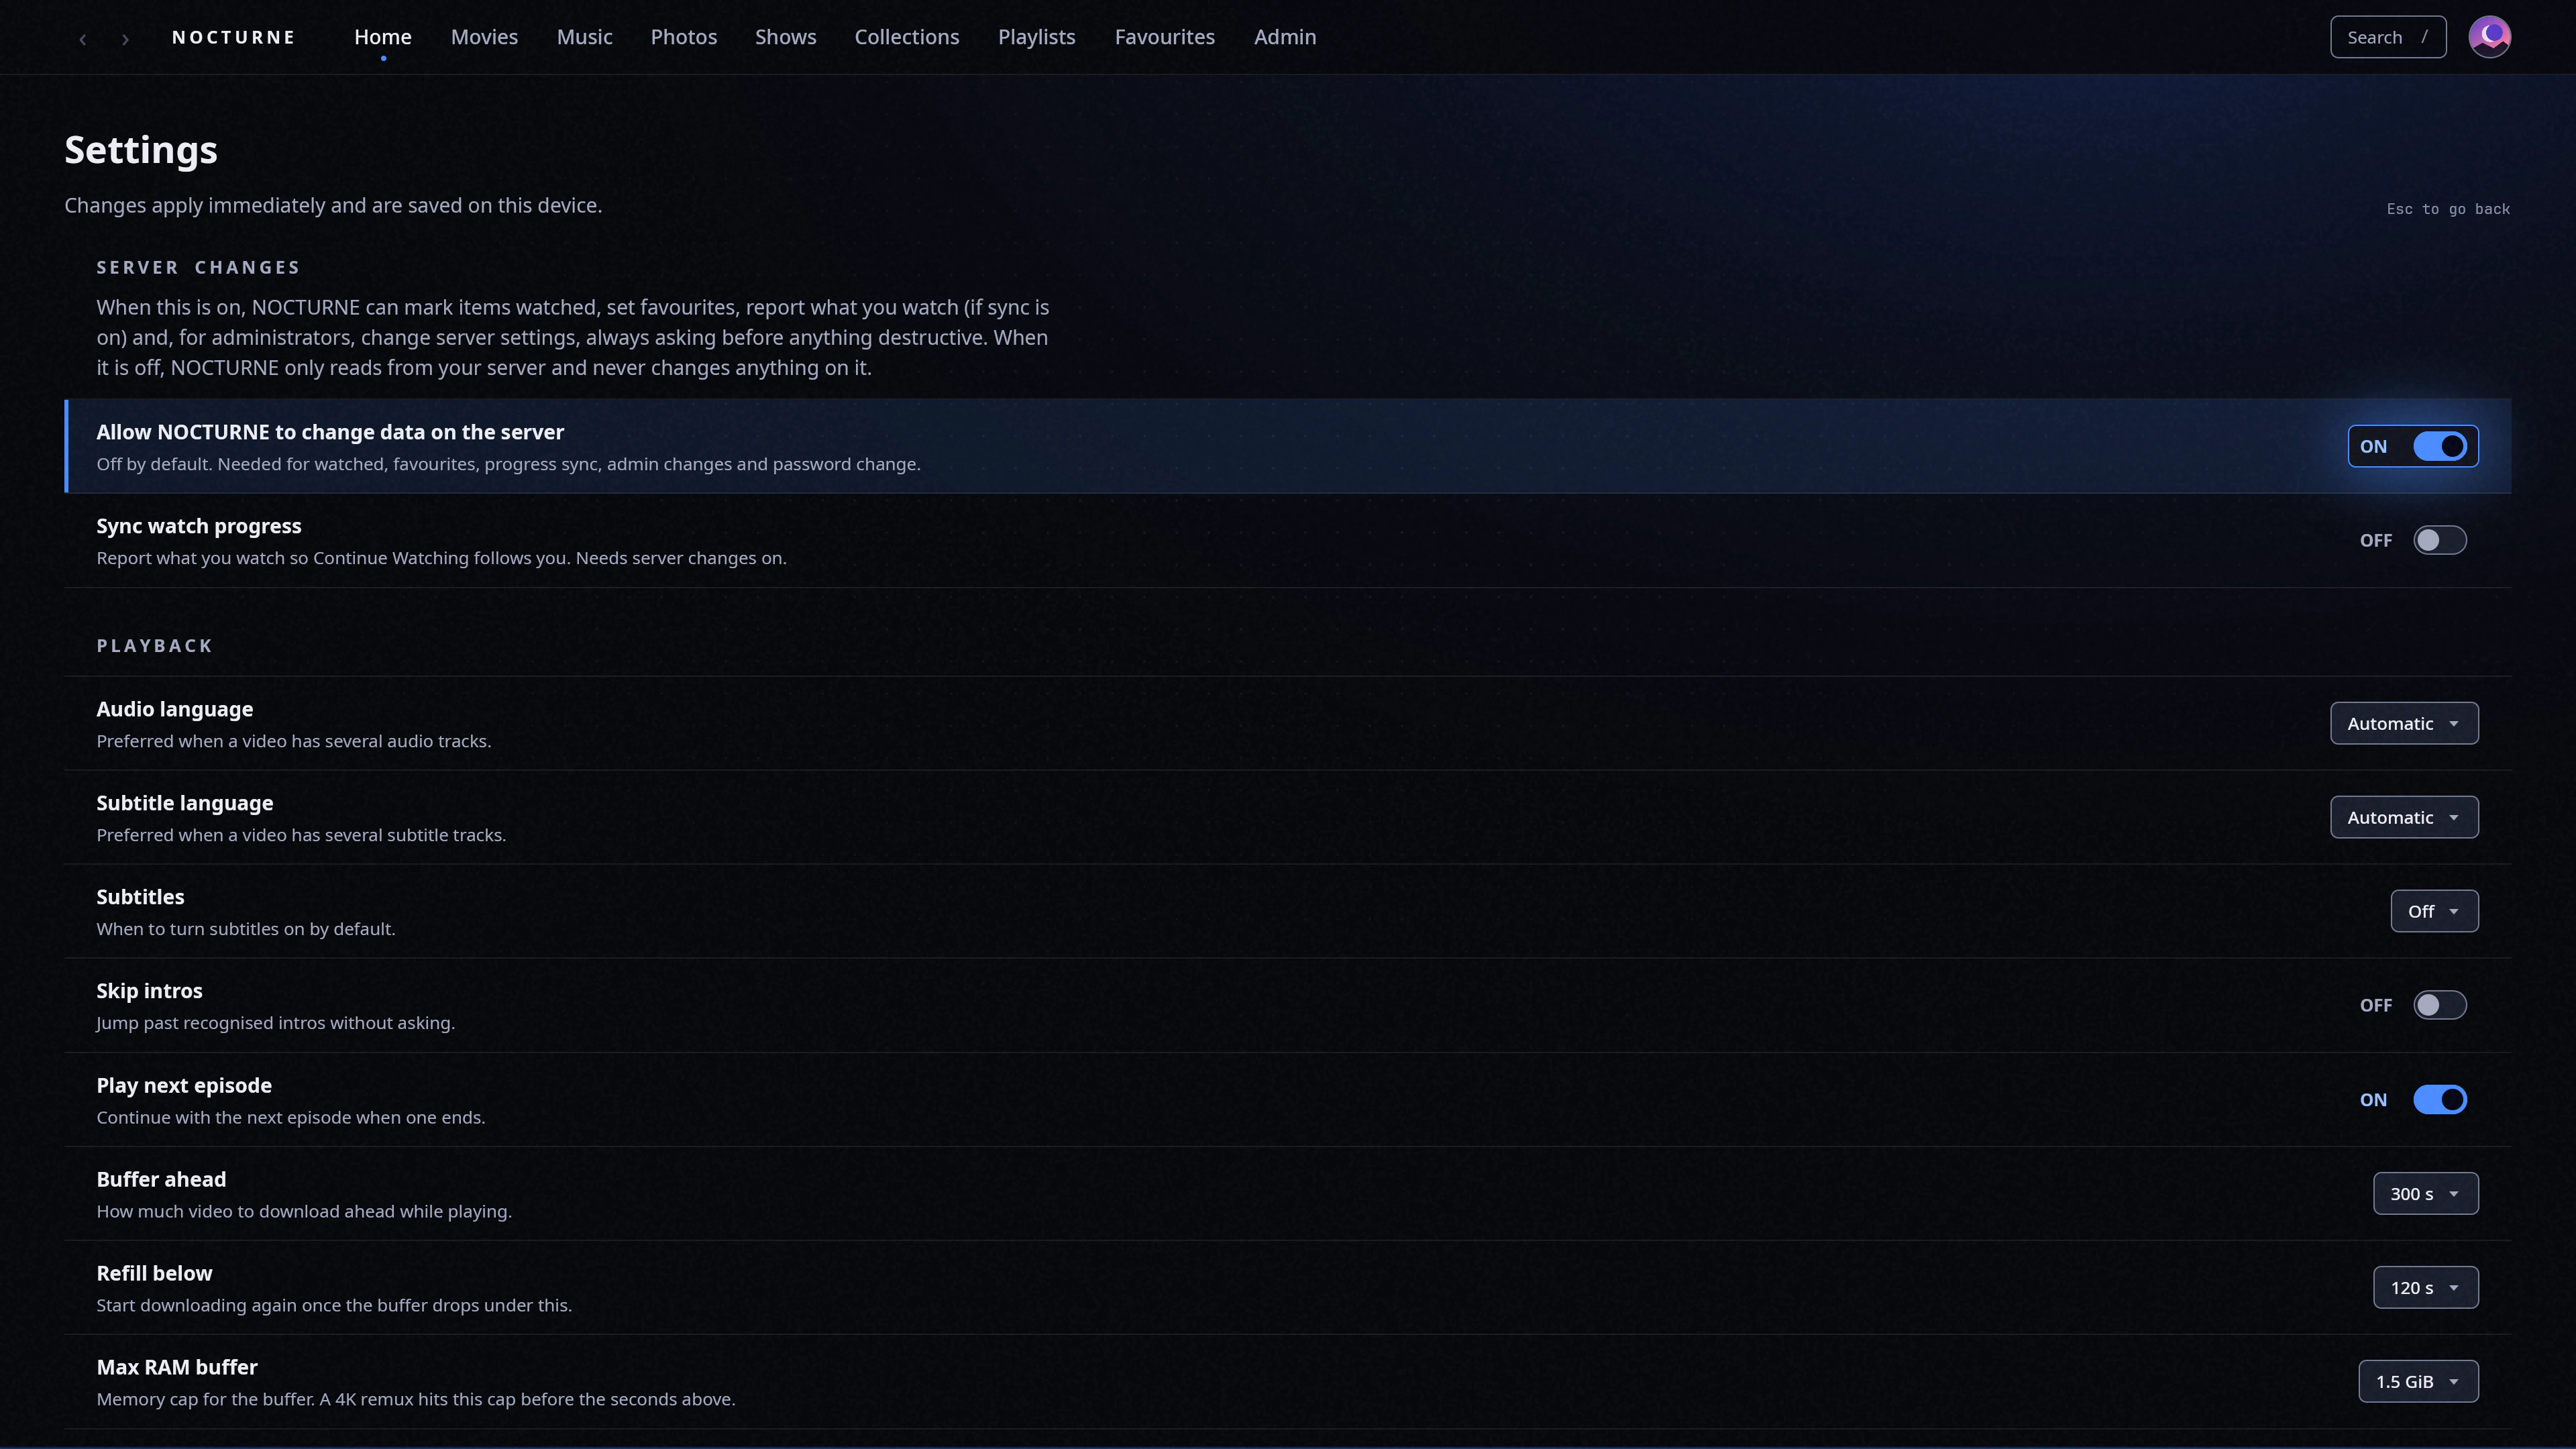 ‹ › NOCTURNE Home Movies Music Photos Shows Collections Playlists Favourites Admin Search /
Settings
Changes apply immediately and are saved on this device.
Esc to go back
SERVER CHANGES
When this is on, NOCTURNE can mark items watched, set favourites, report what you watch (if sync is
on) and, for administrators, change server settings, always asking before anything destructive. When
it is off, NOCTURNE only reads from your server and never changes anything on it.
Allow NOCTURNE to change data on the server
Off by default. Needed for watched, favourites, progress sync, admin changes and password change.
ON
Sync watch progress
Report what you watch so Continue Watching follows you. Needs server changes on.
OFF
PLAYBACK
Audio language
Preferred when a video has several audio tracks.
Automatic
Subtitle language
Preferred when a video has several subtitle tracks.
Automatic
Subtitles
When to turn subtitles on by default.
Off
Skip intros
Jump past recognised intros without asking.
OFF
Play next episode
Continue with the next episode when one ends.
ON
Buffer ahead
How much video to download ahead while playing.
300 s
Refill below
Start downloading again once the buffer drops under this.
120 s
Max RAM buffer
Memory cap for the buffer. A 4K remux hits this cap before the seconds above.
1.5 GiB